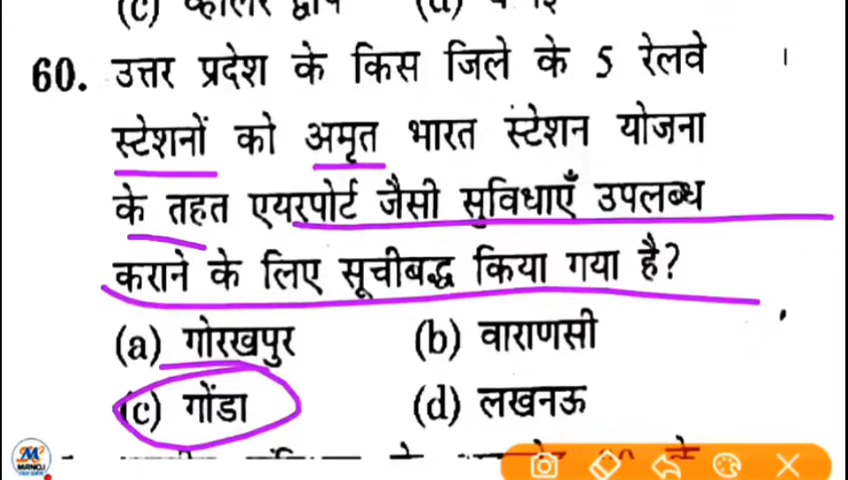 60. उत्तर प्रदेश के किस जिले के 5 रेलवे
स्टेशनों को अमृत भारत स्टेशन योजना
के तहत एयरपोर्ट जैसी सुविधाएँ उपलब्ध
कराने के लिए सूचीबद्ध किया गया है?
(a) गोरखपुर (b) वाराणसी
(c) गोंडा (d) लखनऊ
MANOJ